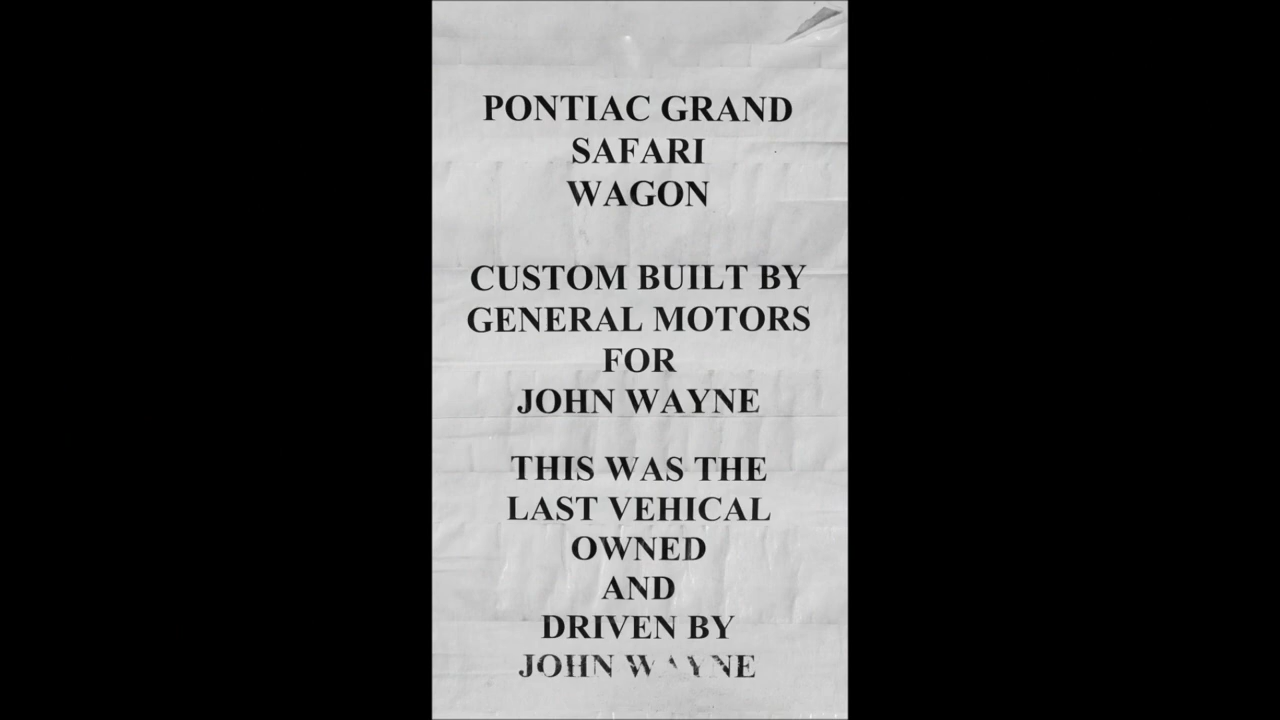 PONTIAC GRAND
SAFARI
WAGON
CUSTOM BUILT BY
GENERAL MOTORS
FOR
JOHN WAYNE
THIS WAS THE
LAST VEHICAL
OWNED
AND
DRIVEN BY
JOHN WAYNE